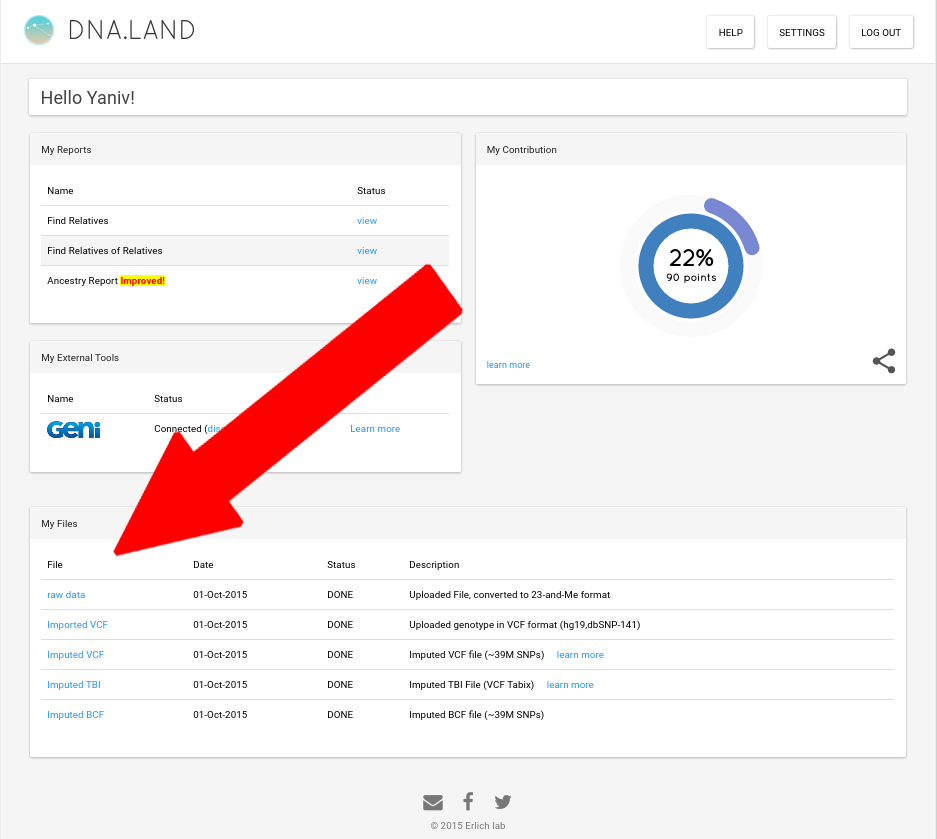 DNA.LAND
HELP SETTINGS LOG OUT
Hello Yaniv!
My Reports
Name Status
Find Relatives view
Find Relatives of Relatives view
Ancestry Report Improved! view
My Contribution
22%
90 points
learn more
My External Tools
Name Status
Geni Connected ( Learn more
My Files
File Date Status Description
raw data 01-Oct-2015 DONE Uploaded File, converted to 23-and-Me format
Imported VCF 01-Oct-2015 DONE Uploaded genotype in VCF format (hg19,dbSNP-141)
Imputed VCF 01-Oct-2015 DONE Imputed VCF file (~39M SNPs) learn more
Imputed TBI 01-Oct-2015 DONE Imputed TBI File (VCF Tabix) learn more
Imputed BCF 01-Oct-2015 DONE Imputed BCF file (~39M SNPs)
© 2015 Erlich lab